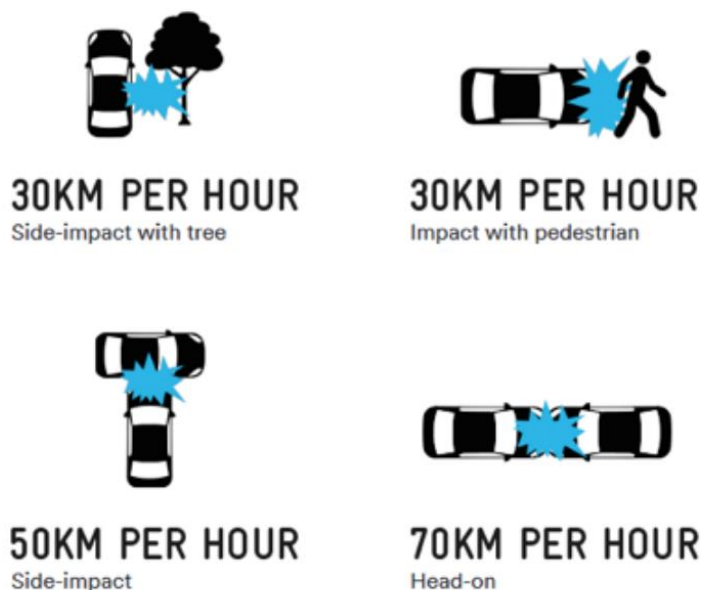 30KM PER HOUR
Side-impact with tree
30KM PER HOUR
Impact with pedestrian
50KM PER HOUR
Side-impact
70KM PER HOUR
Head-on